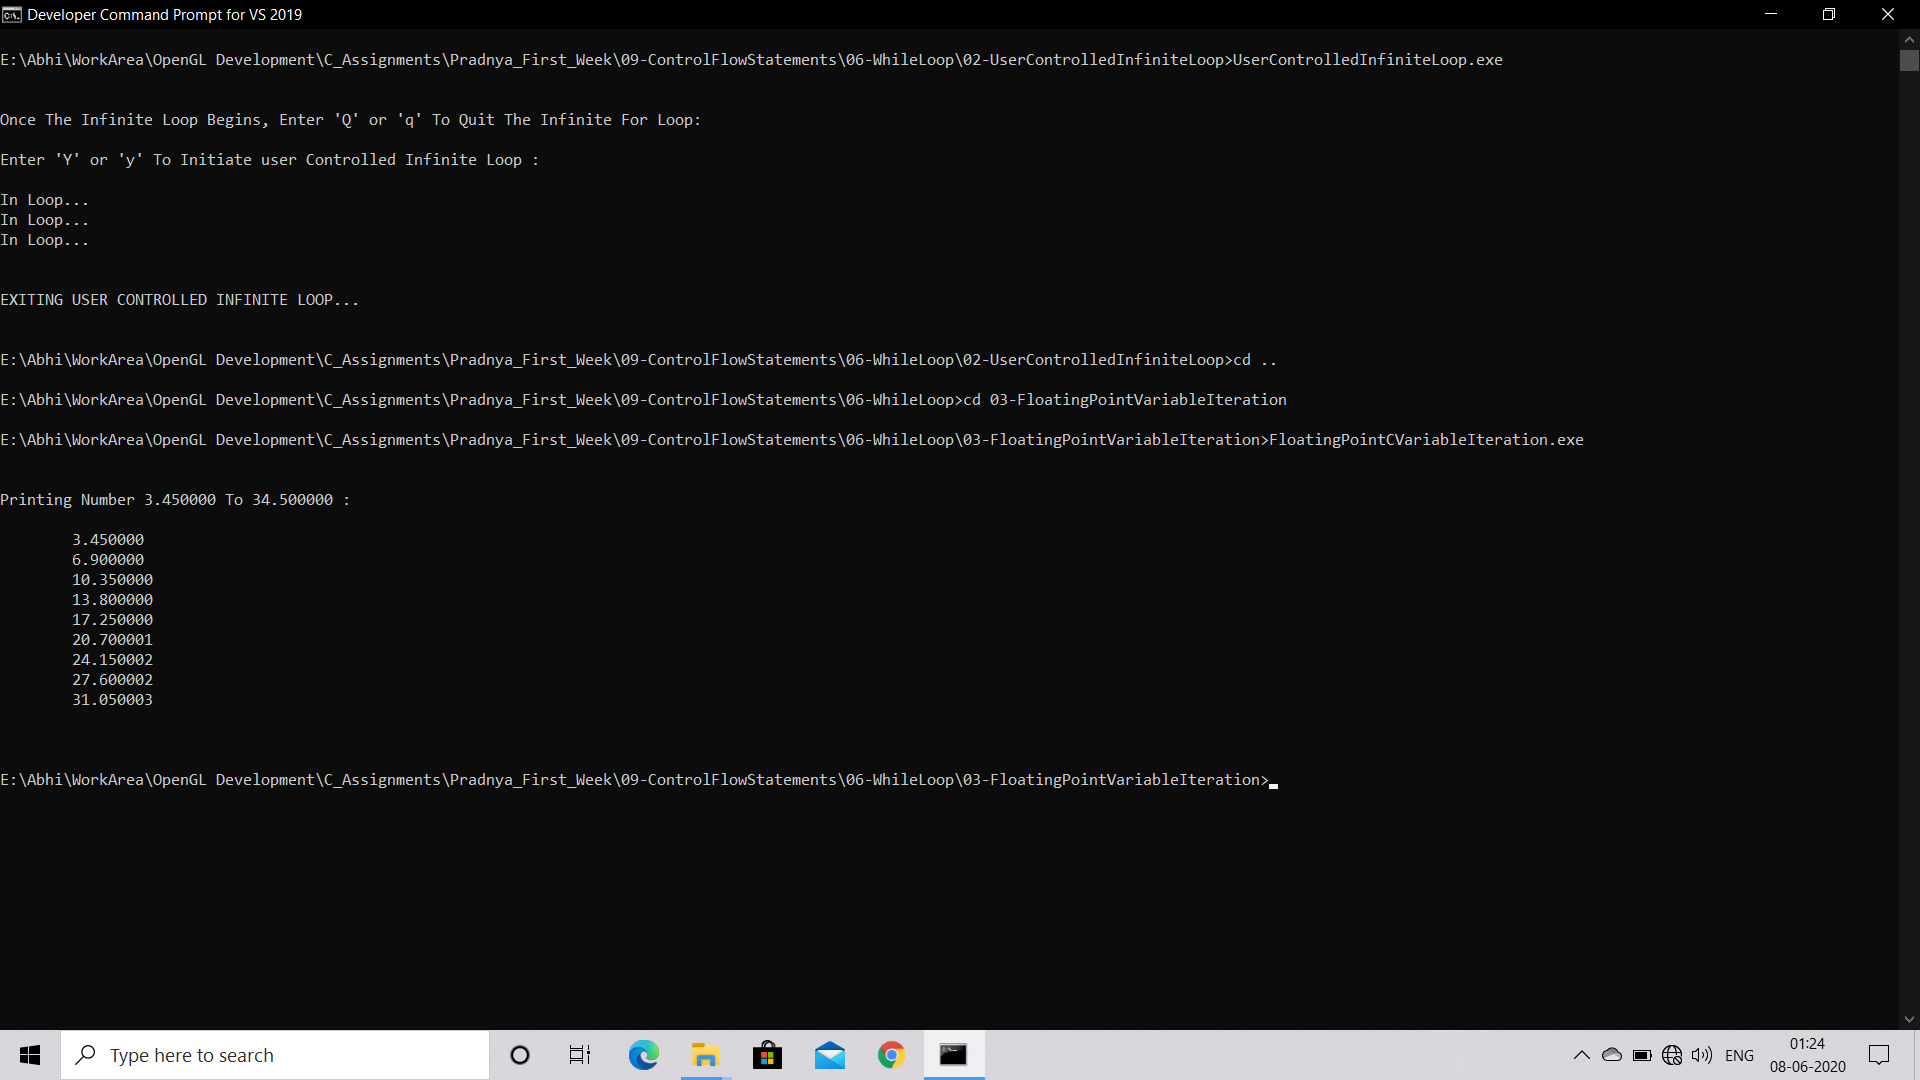 Developer Command Prompt for VS 2019
E:\Abhi\WorkArea\OpenGL Development\C_Assignments\Pradnya_First_Week\09-ControlFlowStatements\06-WhileLoop\02-UserControlledInfiniteLoop>UserControlledInfiniteLoop.exe
Once The Infinite Loop Begins, Enter 'Q' or 'q' To Quit The Infinite For Loop:
Enter 'Y' or 'y' To Initiate user Controlled Infinite Loop :
In Loop...
In Loop...
In Loop...
EXITING USER CONTROLLED INFINITE LOOP...
E:\Abhi\WorkArea\OpenGL Development\C_Assignments\Pradnya_First_Week\09-ControlFlowStatements\06-WhileLoop\02-UserControlledInfiniteLoop>cd ..
E:\Abhi\WorkArea\OpenGL Development\C_Assignments\Pradnya_First_Week\09-ControlFlowStatements\06-WhileLoop>cd 03-FloatingPointVariableIteration
E:\Abhi\WorkArea\OpenGL Development\C_Assignments\Pradnya_First_Week\09-ControlFlowStatements\06-WhileLoop\03-FloatingPointVariableIteration>FloatingPointCVariableIteration.exe
Printing Number 3.450000 To 34.500000 :
3.450000
6.900000
10.350000
13.800000
17.250000
20.700001
24.150002
27.600002
31.050003
E:\Abhi\WorkArea\OpenGL Development\C_Assignments\Pradnya_First_Week\09-ControlFlowStatements\06-WhileLoop\03-FloatingPointVariableIteration>
Type here to search
ENG
01:24
08-06-2020